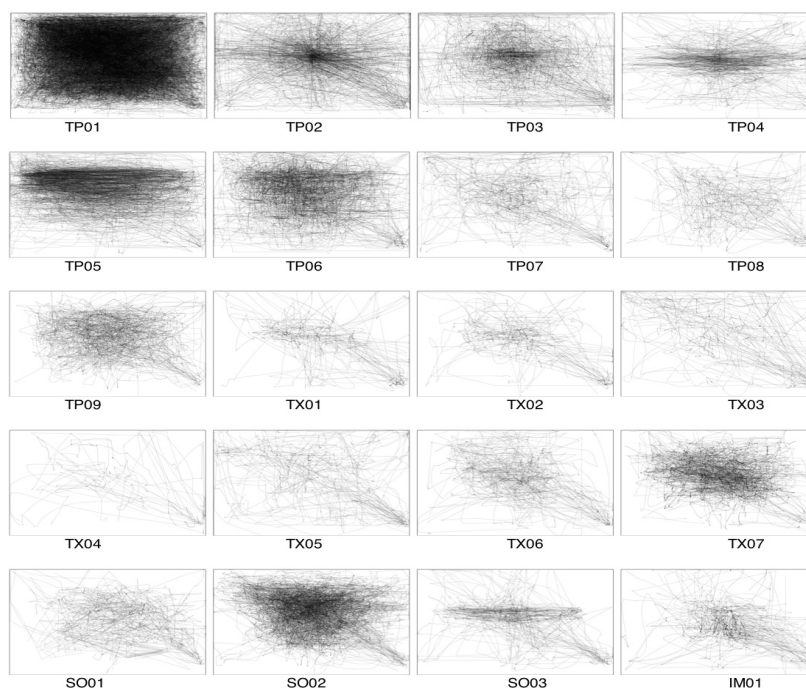 TP01 TP02 TP03 TP04
TP05 TP06 TP07 TP08
TP09 TX01 TX02 TX03
TX04 TX05 TX06 TX07
SO01 SO02 SO03 IM01